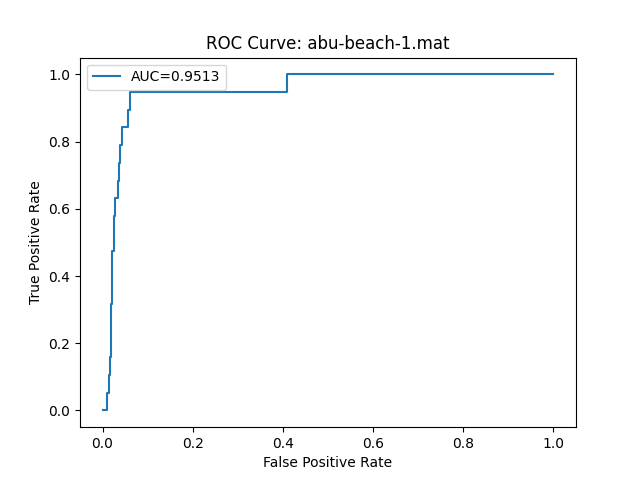 ROC Curve: abu-beach-1.mat
AUC=0.9513
True Positive Rate
1.0
0.8
0.6
0.4
0.2
0.0
0.0 0.2 0.4 0.6 0.8 1.0
False Positive Rate